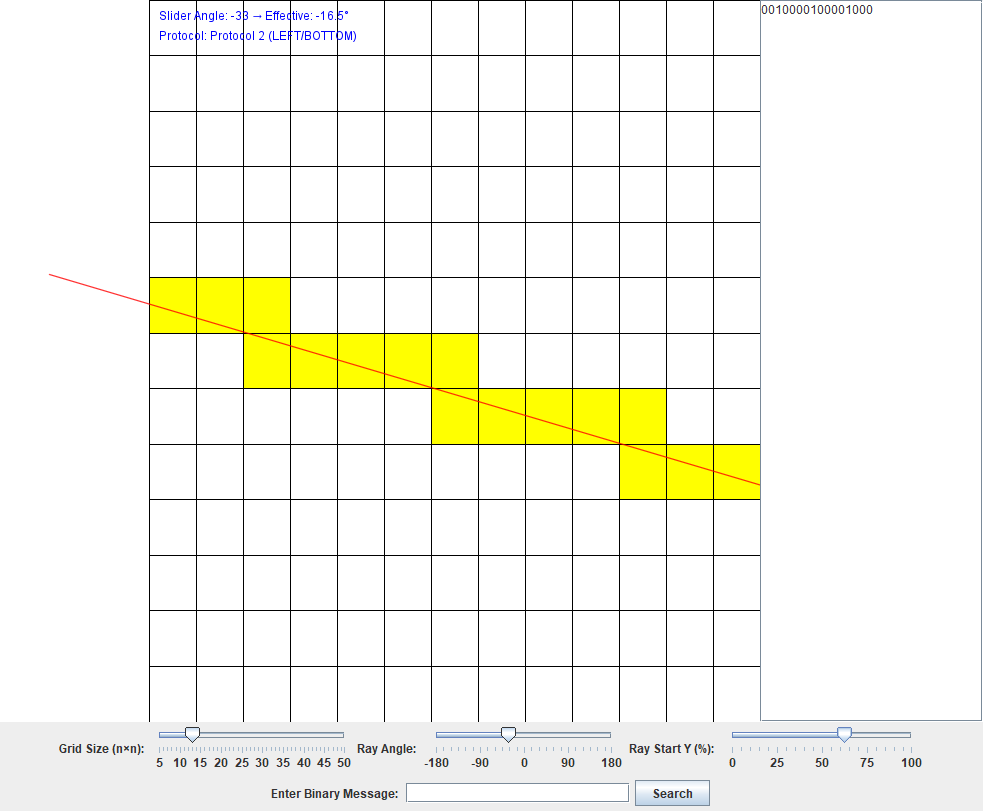 Slider Angle: -33 → Effective: -16.5°
Protocol: Protocol 2 (LEFT/BOTTOM)
0010000100001000
Grid Size (n×n):
5 10 15 20 25 30 35 40 45 50
Ray Angle:
-180 -90 0 90 180
Ray Start Y (%):
0 25 50 75 100
Enter Binary Message:
Search